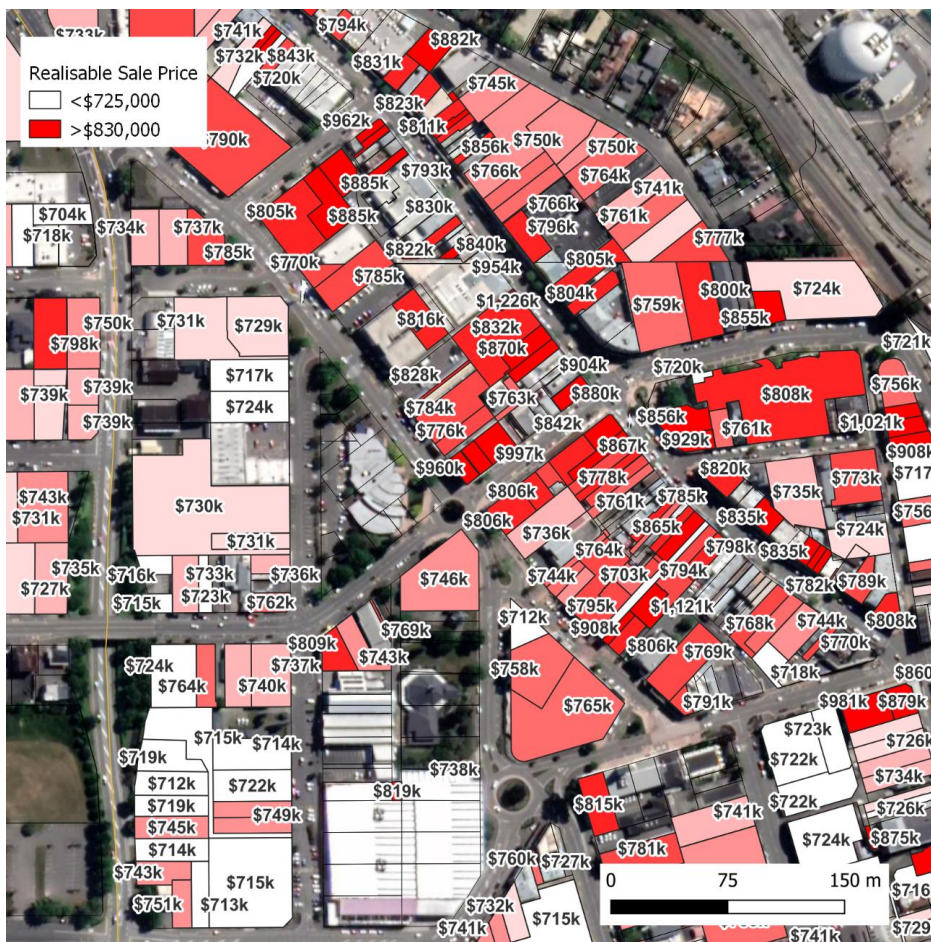 $733k
$741k
$794k
$882k
$732k
$843k
$831k
Realisable Sale Price
$720k
$745k
<$725,000
>$830,000
$823k
$962k
$811k
$790k
$856k
$750k
$750k
$793k
$766k
$764k
$885k
$741k
$704k
$805k
$885k
$830k
$766k
$761k
$734k
$737k
$796k
$718k
$785k
$822k
$840k
$777k
$770k
$785k
$954k
$805k
$804k
$800k
$724k
$1,226k
$759k
$750k
$731k
$729k
$816k
$832k
$855k
$798k
$870k
$721k
$717k
$904k
$720k
$739k
$739k
$828k
$763k
$880k
$808k
$756k
$724k
$784k
$739k
$776k
$842k
$856k
$761k
$1,021k
$929k
$960k
$997k
$867k
$908k
$820k
$773k
$717
$743k
$806k
$778k
$735k
$730k
$761k
$785k
$731k
$806k
$736k
$865k
$835k
$724k
$756
$731k
$764k
$798k
$835k
$735k
$716k
$733k
$736k
$746k
$744k
$703k
$794k
$782k
$789k
$727k
$723k
$715k
$762k
$795k
$1,121k
$712k
$744k
$808k
$769k
$908k
$768k
$809k
$806k
$770k
$743k
$769k
$724k
$737k
$758k
$718k
$860
$764k
$740k
$765k
$791k
$981k
$879k
$715k
$714k
$723k
$726k
$719k
$722k
$712k
$722k
$738k
$734k
$719k
$819k
$722k
$726k
$749k
$815k
$741k
$745k
$724k
$875k
$714k
$781k
$743k
$760k
$727k
$716
$715k
0 75 150 m
$751k
$713k
$732k
$715k
$741k
$741k
$729